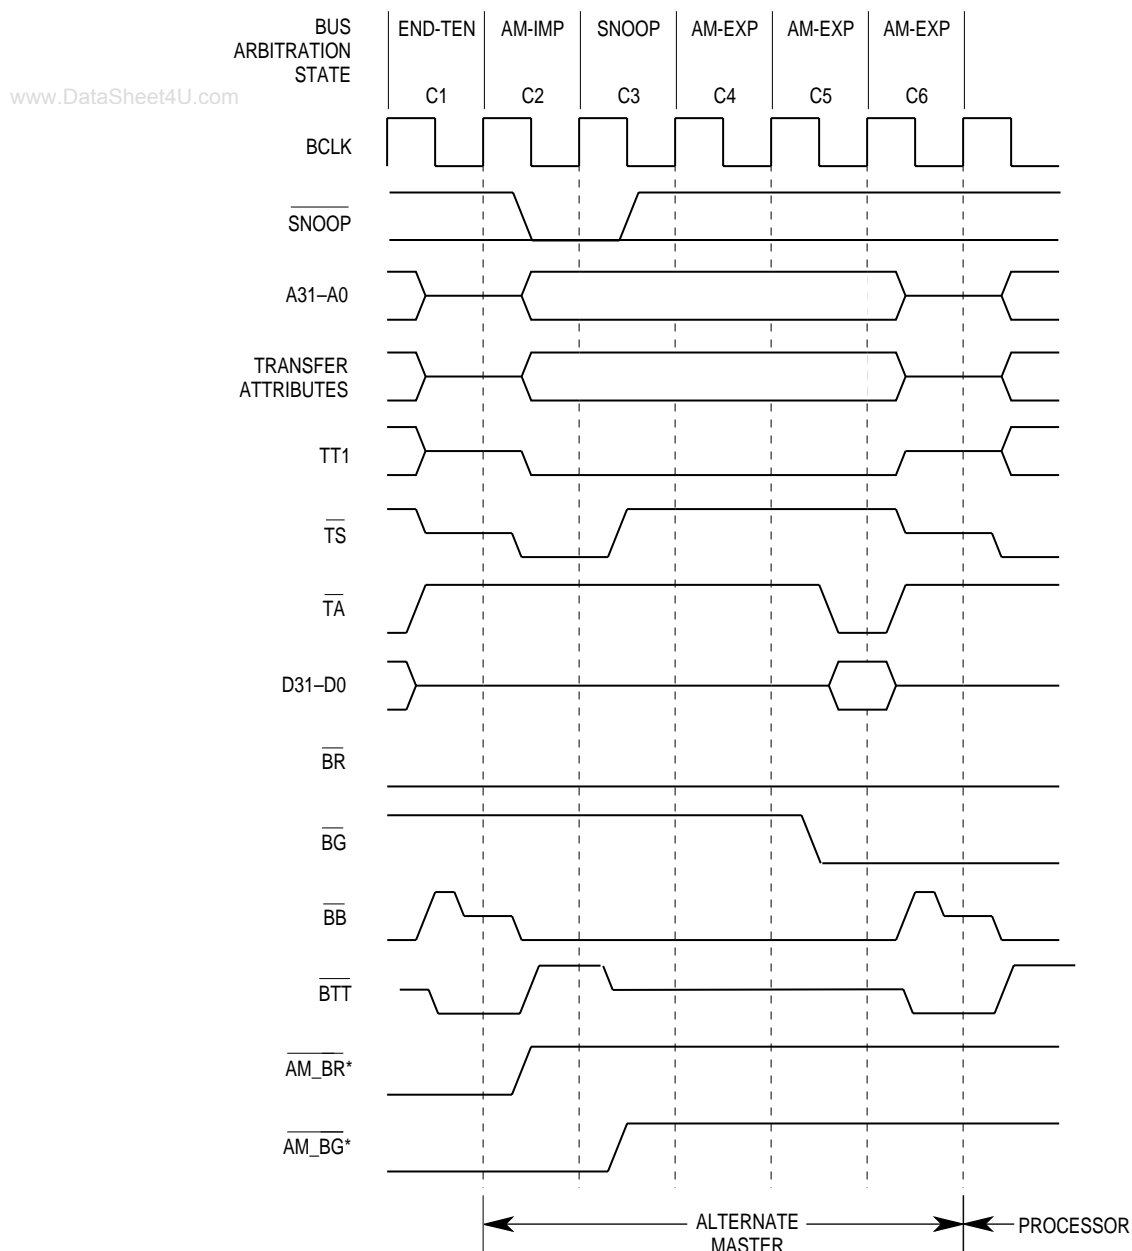 BUS
ARBITRATION
STATE
END-TEN AM-IMP SNOOP AM-EXP AM-EXP AM-EXP
www.DataSheet4U.com
C1 C2 C3 C4 C5 C6
BCLK
SNOOP
A31–A0
TRANSFER
ATTRIBUTES
TT1
TS
TA
D31–D0
BR
BG
BB
BTT
AM_BR*
AM_BG*
ALTERNATE
MASTER
PROCESSOR